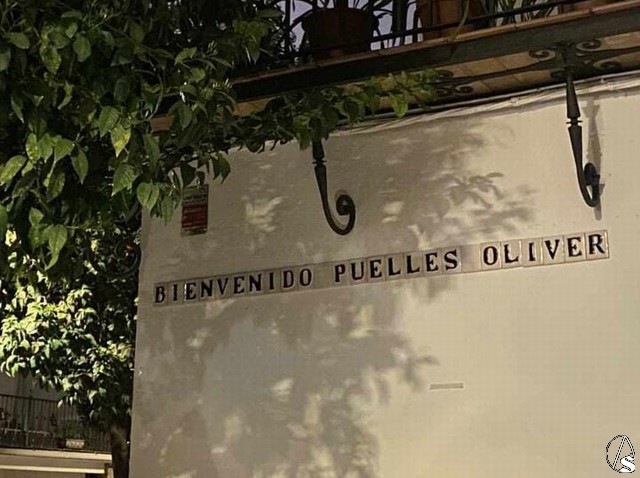 BIENVENIDO PUELLES OLIVER